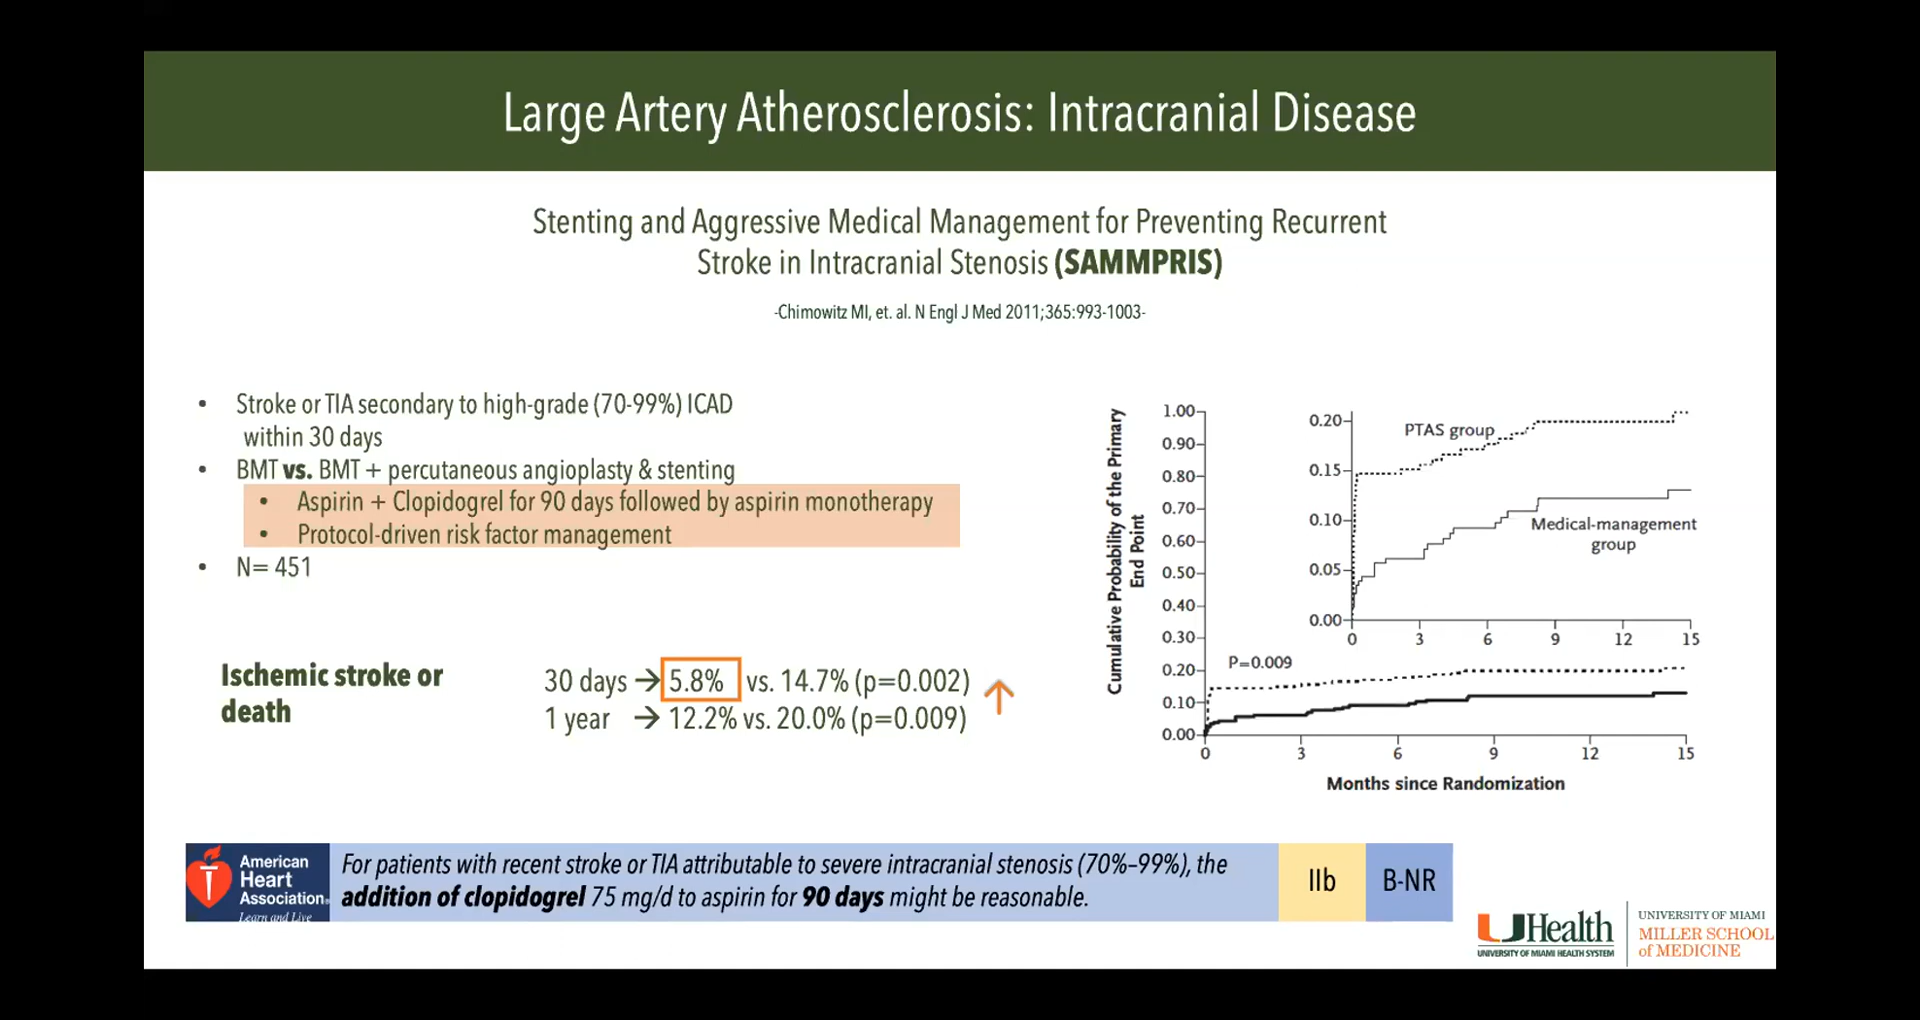 Large Artery Atherosclerosis: Intracranial Disease
Stenting and Aggressive Medical Management for Preventing Recurrent
Stroke in Intracranial Stenosis (SAMMPRIS)
-Chimowitz MI, et. al. N Engl J Med 2011;365:993-1003-
• Stroke or TIA secondary to high-grade (70-99%) ICAD
within 30 days
• BMT vs. BMT + percutaneous angioplasty & stenting
• Aspirin + Clopidogrel for 90 days followed by aspirin monotherapy
• Protocol-driven risk factor management
• N= 451
Ischemic stroke or
death
30 days → 5.8% vs. 14.7% (p=0.002)
1 year → 12.2% vs. 20.0% (p=0.009)
Cumulative Probability of the Primary
End Point
1.00
0.90
0.80
0.70
0.60
0.50
0.40
0.30
0.20
0.10
0.00
0 3 6 9 12 15
Months since Randomization
P=0.009
0.20
0.15
0.10
0.05
0.00
0 3 6 9 12 15
PTAS group
Medical-management
group
American
Heart
Association®
Learn and Live
For patients with recent stroke or TIA attributable to severe intracranial stenosis (70%–99%), the
addition of clopidogrel 75 mg/d to aspirin for 90 days might be reasonable.
IIb
B-NR
UHealth
UNIVERSITY OF MIAMI HEALTH SYSTEM
UNIVERSITY OF MIAMI
MILLER SCHOOL
of MEDICINE